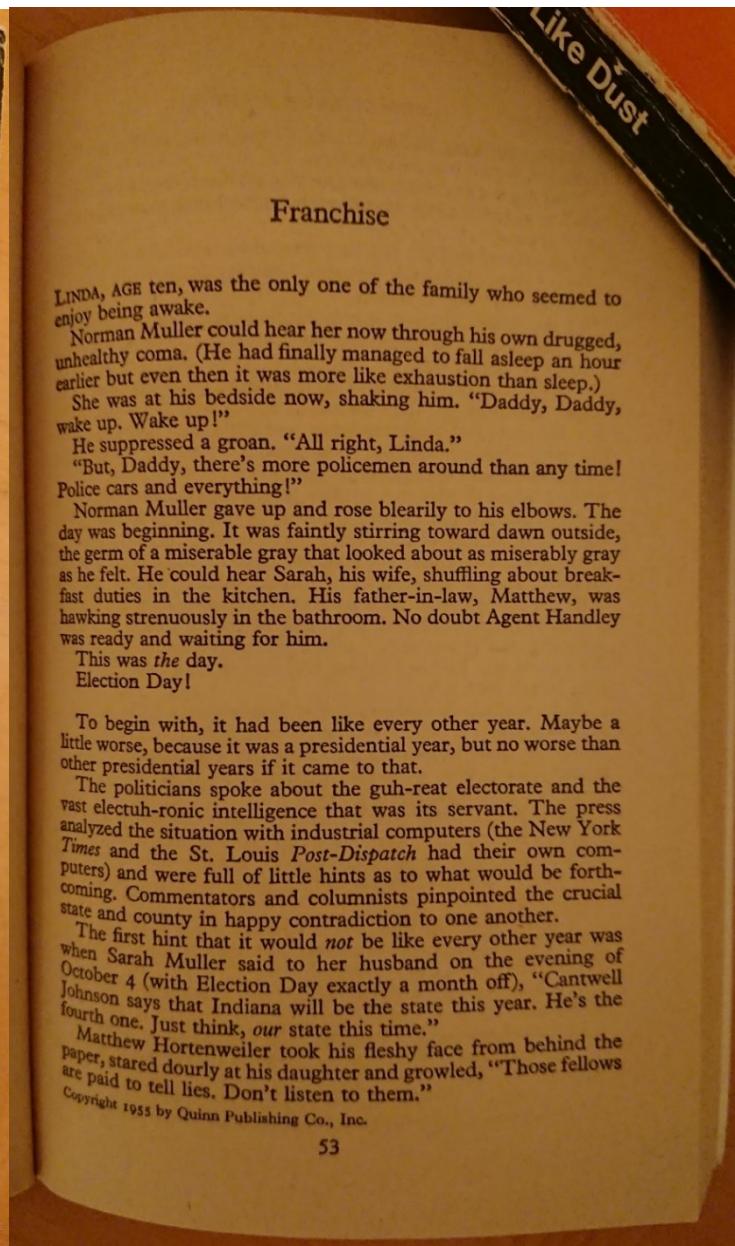 Like Dust
Franchise
LINDA, AGE ten, was the only one of the family who seemed to
enjoy being awake.
Norman Muller could hear her now through his own drugged,
unhealthy coma. (He had finally managed to fall asleep an hour
earlier but even then it was more like exhaustion than sleep.)
She was at his bedside now, shaking him. “Daddy, Daddy,
wake up. Wake up!”
He suppressed a groan. “All right, Linda.”
“But, Daddy, there’s more policemen around than any time!
Police cars and everything!”
Norman Muller gave up and rose blearily to his elbows. The
day was beginning. It was faintly stirring toward dawn outside,
the germ of a miserable gray that looked about as miserably gray
as he felt. He could hear Sarah, his wife, shuffling about break-
fast duties in the kitchen. His father-in-law, Matthew, was
hawking strenuously in the bathroom. No doubt Agent Handley
was ready and waiting for him.
This was the day.
Election Day!
To begin with, it had been like every other year. Maybe a
little worse, because it was a presidential year, but no worse than
other presidential years if it came to that.
The politicians spoke about the guh-reat electorate and the
vast electuh-ronic intelligence that was its servant. The press
analyzed the situation with industrial computers (the New York
Times and the St. Louis Post-Dispatch had their own com-
puters) and were full of little hints as to what would be forth-
coming. Commentators and columnists pinpointed the crucial
state and county in happy contradiction to one another.
The first hint that it would not be like every other year was
when Sarah Muller said to her husband on the evening of
October 4 (with Election Day exactly a month off), “Cantwell
Johnson says that Indiana will be the state this year. He’s the
fourth one. Just think, our state this time.”
Matthew Hortenweiler took his fleshy face from behind the
paper, stared dourly at his daughter and growled, “Those fellows
are paid to tell lies. Don’t listen to them.”
Copyright 1955 by Quinn Publishing Co., Inc.
53